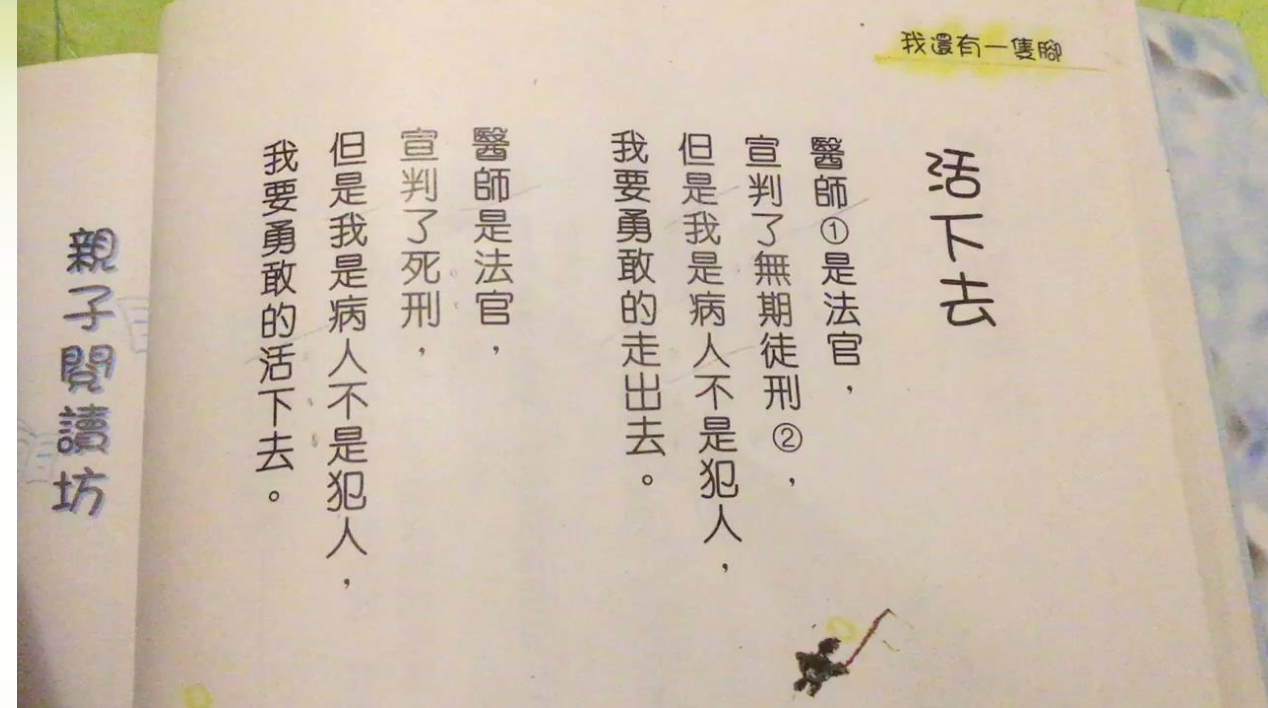 我還有一隻腳
活下去
醫師①是法官，
宣判了無期徒刑②，
但是我是病人不是犯人，
我要勇敢的走出去。
醫師是法官，
宣判了死刑，
但是我是病人不是犯人，
我要勇敢的活下去。
親子閱讀坊